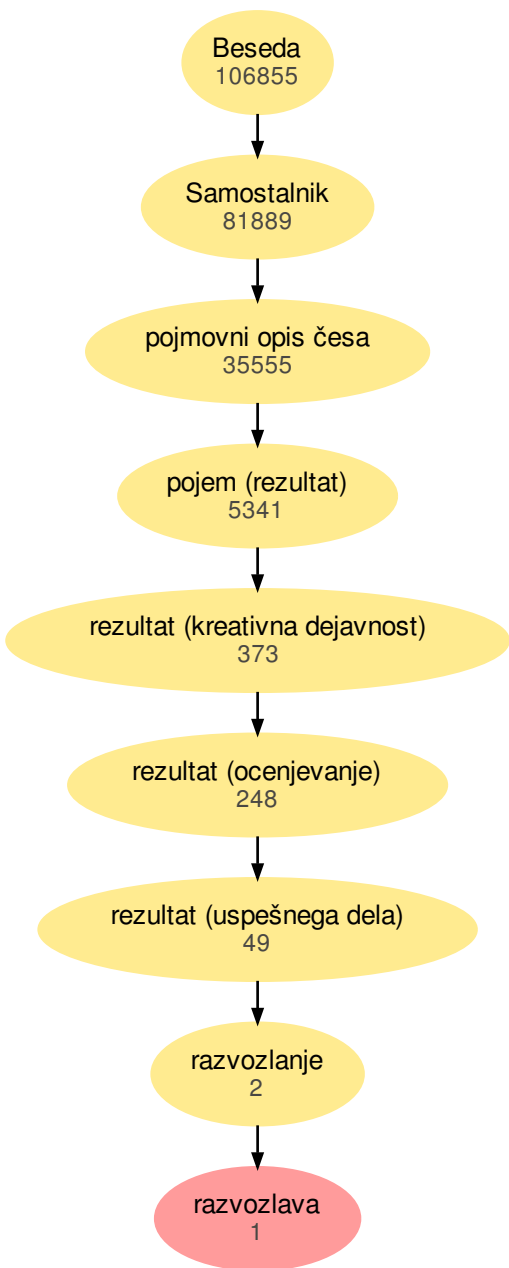 Beseda
106855
Samostalnik
81889
pojmovni opis česa
35555
pojem (rezultat)
5341
rezultat (kreativna dejavnost)
373
rezultat (ocenjevanje)
248
rezultat (uspešnega dela)
49
razvozlanje
2
razvozlava
1